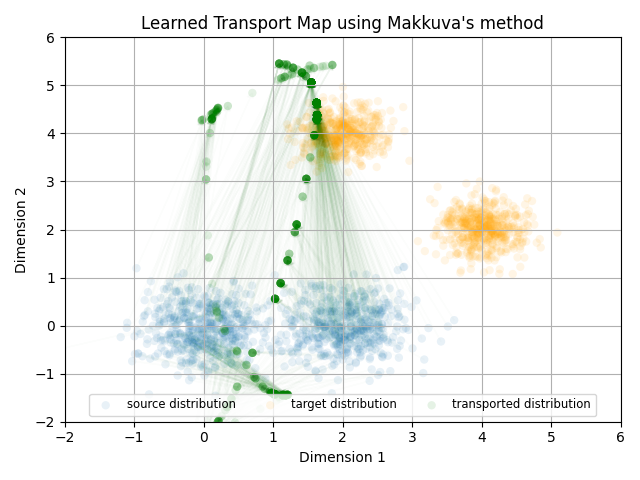 Learned Transport Map using Makkuva's method
6
5
4
3
2
1
0
−1
−2
Dimension 2
source distribution target distribution transported distribution
−2 −1 0 1 2 3 4 5 6
Dimension 1